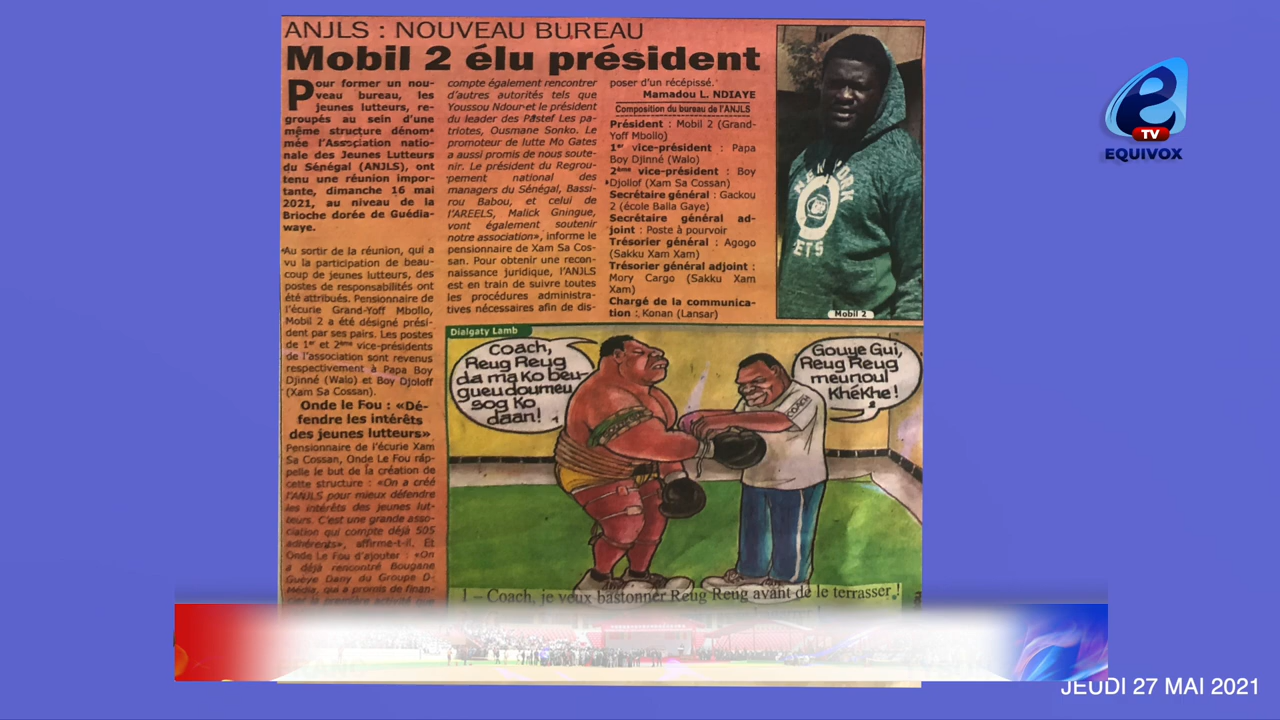 ANJLS : NOUVEAU BUREAU
Mobil 2 élu président
Pour former un nou-
veau bureau, les
jeunes lutteurs, re-
groupés au sein d'une
même structure dénom-
mée l'Association natio-
nale des Jeunes Lutteurs
du Sénégal (ANJLS), ont
tenu une réunion impor-
tante, dimanche 16 mai
2021, au niveau de la
Brioche dorée de Guédia-
waye.
Au sortir de la réunion, qui a
vu la participation de beau-
coup de jeunes lutteurs, des
postes de responsabilités ont
été attribués. Pensionnaire de
l'écurie Grand-Yoff Mbollo,
Mobil 2 a été désigné prési-
dent par ses pairs. Les postes
de 1er et 2ème vice-présidents
de l'association sont revenus
respectivement à Papa Boy
Djinné (Walo) et Boy Djoloff
(Xam Sa Cossan).
Onde le Fou : «Dé-
fendre les intérêts
des jeunes lutteurs»
Pensionnaire de l'écurie Xam
Sa Cossan, Onde Le Fou rap-
pelle le but de la création de
cette structure : «On a créé
l'ANJLS pour mieux défendre
les intérêts des jeunes lut-
teurs. C'est une grande asso-
ciation qui compte déjà 505
adhérents», affirme-t-il. Et
Onde Le Fou d'ajouter : «On
a déjà rencontré Bougane
Guèye Dany du Groupe D-
Média, qui a promis de finan-
cer la première activité que
compte également rencontrer
d'autres autorités tels que
Youssou Ndour et le président
du leader des Pastef Les pa-
triotes, Ousmane Sonko. Le
promoteur de lutte Mo Gates
a aussi promis de nous soute-
nir. Le président du Regrou-
pement national des
managers du Sénégal, Bassi-
rou Babou, et celui de
l'AREELS, Malick Gningue,
vont également soutenir
notre association», informe le
pensionnaire de Xam Sa Cos-
san. Pour obtenir une recon-
naissance juridique, l'ANJLS
est en train de suivre toutes
les procédures administra-
tives nécessaires afin de dis-
poser d'un récépissé.
Mamadou L. NDIAYE
Composition du bureau de l'ANJLS
Président : Mobil 2 (Grand-
Yoff Mbollo)
1er vice-président : Papa
Boy Djinné (Walo)
2ème vice-président : Boy
Djollof (Xam Sa Cossan)
Secrétaire général : Gackou
2 (école Balla Gaye)
Secrétaire général ad-
joint : Poste à pourvoir
Trésorier général : Agogo
(Sakku Xam Xam)
Trésorier général adjoint :
Mory Cargo (Sakku Xam
Xam)
Chargé de la communica-
tion : Konan (Lansar)
NEW YORK
JETS
Mobil 2
Dialgaty Lamb
Coach,
Reug Reug
da ma ko beu-
gueu doumeu
sog ko
daan!
1
Gouye Gui,
Reug Reug
meunoul
Khékhe !
2
COACH
1 – Coach, je veux bastonner Reug Reug avant de le terrasser !
e
TV
EQUIVOX
JEUDI 27 MAI 2021